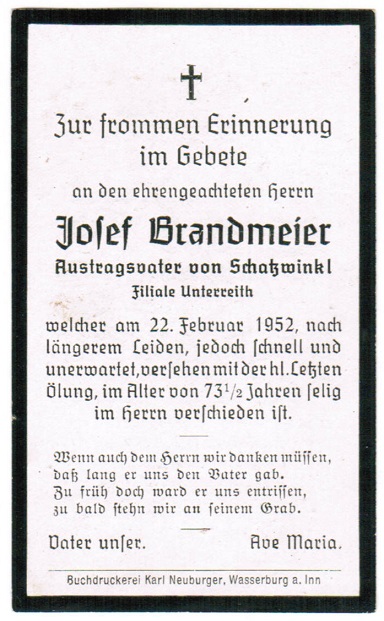 Zur frommen Erinnerung
im Gebete
an den ehrengeachteten Herrn
Josef Brandmeier
Austragsvater von Schatzwinkl
Filiale Unterreith
welcher am 22. Februar 1952, nach
längerem Leiden, jedoch schnell und
unerwartet, versehen mit der hl. Letzten
Ölung, im Alter von 73 1/2 Jahren selig
im Herrn verschieden ist.
Wenn auch dem Herrn wir danken müssen,
daß lang er uns den Vater gab.
Zu früh doch ward er uns entrissen,
zu bald stehn wir an seinem Grab.
Vater unser. Ave Maria.
Buchdruckerei Karl Neuburger, Wasserburg a. Inn